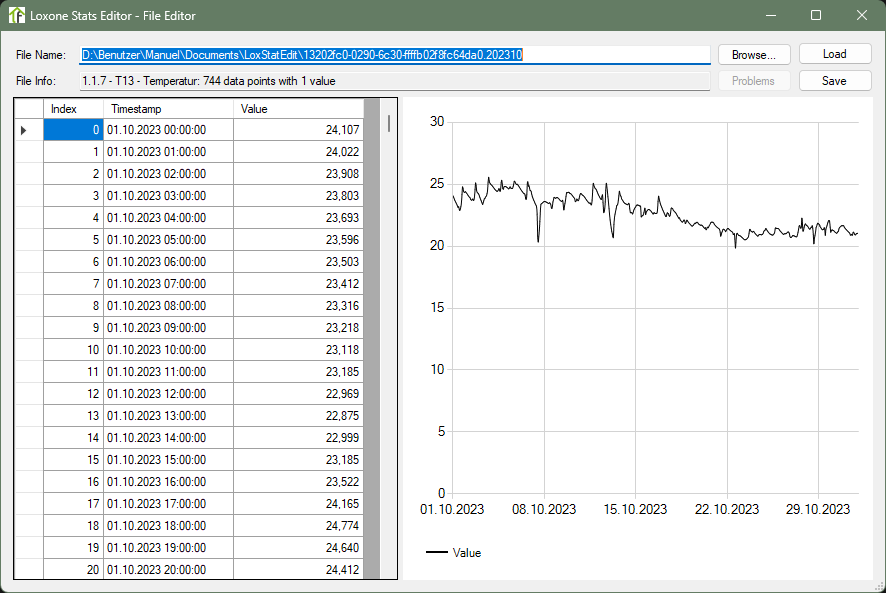 Loxone Stats Editor - File Editor
File Name: D:\Benutzer\Manuel\Documents\LoxStatEdit\13202fc0-0290-6c30-ffffb02f8fc64da0.202310 Browse... Load
File Info: 1.1.7 - T13 - Temperatur: 744 data points with 1 value Problems Save
Index Timestamp Value
0 01.10.2023 00:00:00 24,107
1 01.10.2023 01:00:00 24,022
2 01.10.2023 02:00:00 23,908
3 01.10.2023 03:00:00 23,803
4 01.10.2023 04:00:00 23,693
5 01.10.2023 05:00:00 23,596
6 01.10.2023 06:00:00 23,503
7 01.10.2023 07:00:00 23,412
8 01.10.2023 08:00:00 23,316
9 01.10.2023 09:00:00 23,218
10 01.10.2023 10:00:00 23,118
11 01.10.2023 11:00:00 23,185
12 01.10.2023 12:00:00 22,969
13 01.10.2023 13:00:00 22,875
14 01.10.2023 14:00:00 22,999
15 01.10.2023 15:00:00 23,185
16 01.10.2023 16:00:00 23,522
17 01.10.2023 17:00:00 24,165
18 01.10.2023 18:00:00 24,774
19 01.10.2023 19:00:00 24,640
20 01.10.2023 20:00:00 24,412
30
25
20
15
10
5
0
01.10.2023 08.10.2023 15.10.2023 22.10.2023 29.10.2023
Value